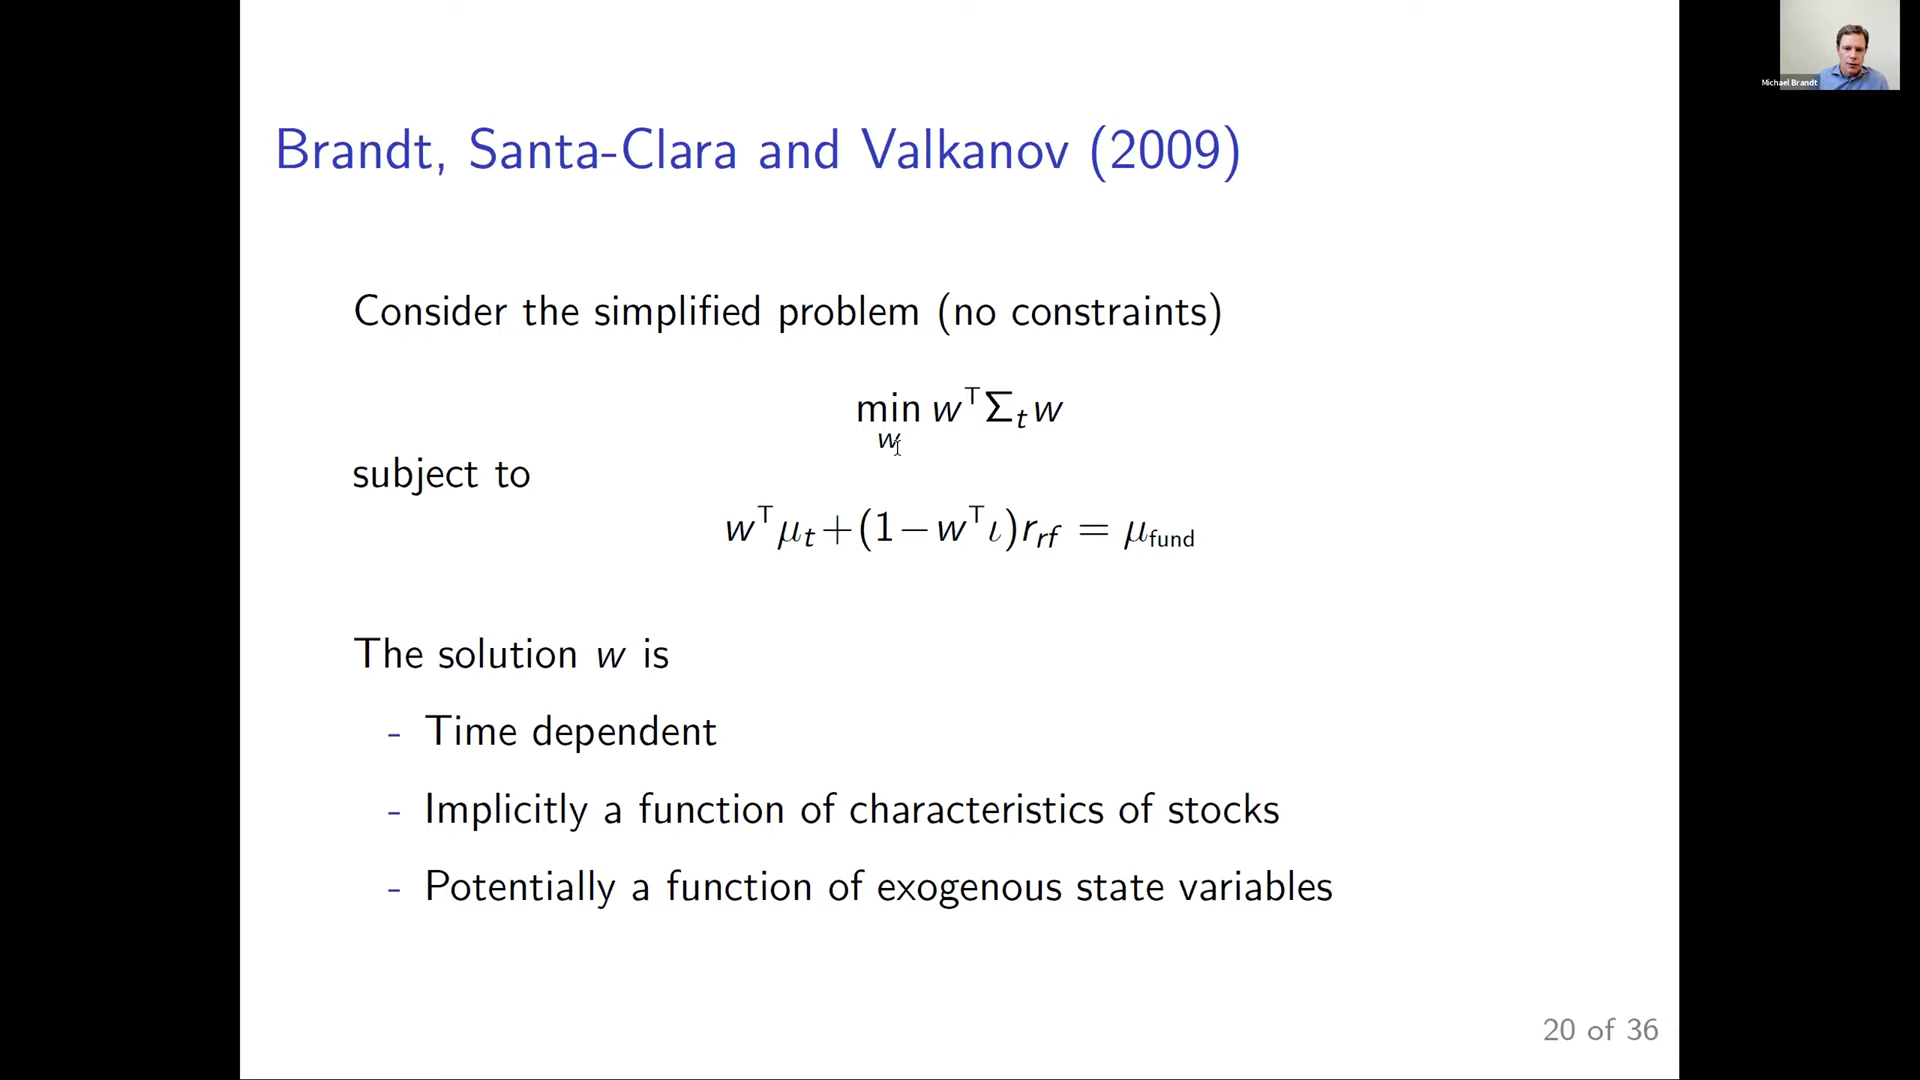 Michael Brandt
Brandt, Santa-Clara and Valkanov (2009)
Consider the simplified problem (no constraints)
min w⊤Σₜw
w
subject to
w⊤μₜ+(1−w⊤ι)r_rf = μ_fund
The solution w is
- Time dependent
- Implicitly a function of characteristics of stocks
- Potentially a function of exogenous state variables
20 of 36